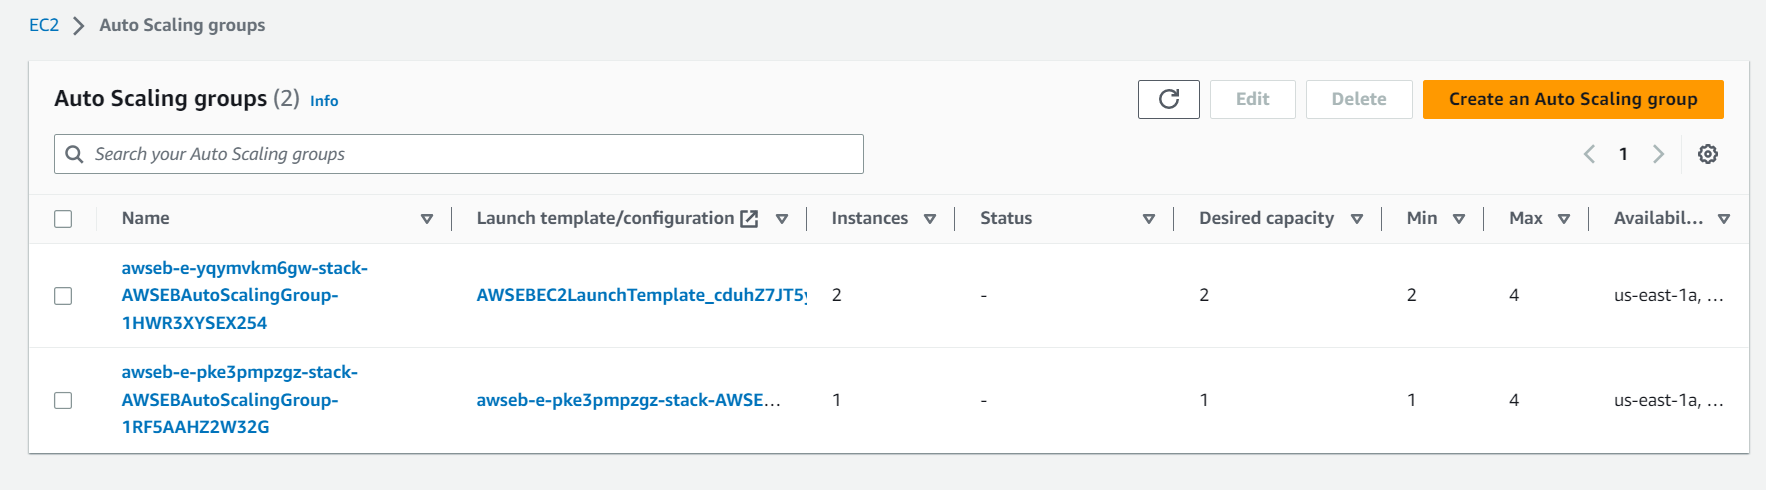 EC2 Auto Scaling groups
Auto Scaling groups (2) Info
Edit Delete Create an Auto Scaling group
Search your Auto Scaling groups
1
Name Launch template/configuration Instances Status Desired capacity Min Max Availabil...
awseb-e-yqymvkm6gw-stack-
AWSEBAutoScalingGroup-
1HWR3XYSEX254
AWSEBEC2LaunchTemplate_cduhZ7JT5y 2 - 2 2 4 us-east-1a, ...
awseb-e-pke3pmpzgz-stack-
AWSEBAutoScalingGroup-
1RF5AAHZ2W32G
awseb-e-pke3pmpzgz-stack-AWSE... 1 - 1 1 4 us-east-1a, ...